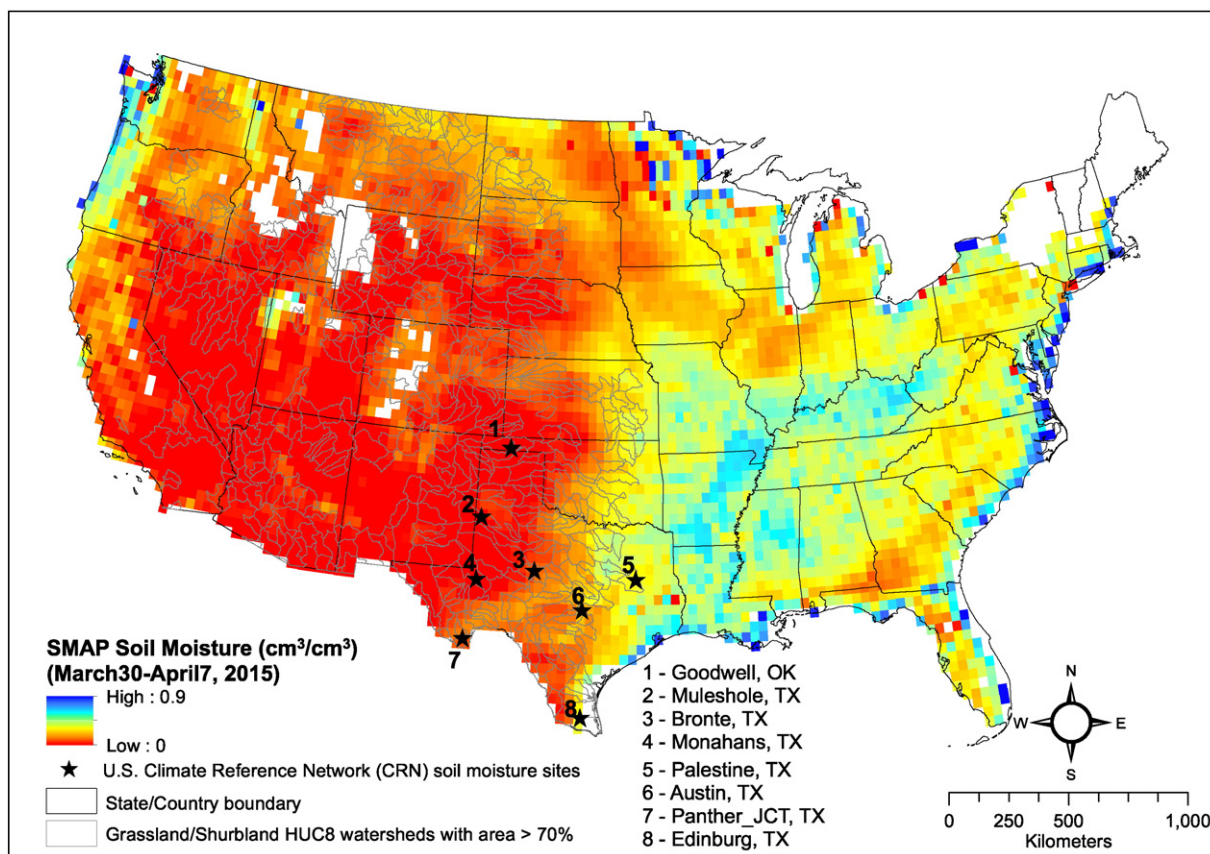 1
2
3
4
5
6
7
8
SMAP Soil Moisture (cm³/cm³)
(March30-April7, 2015)
High : 0.9
Low : 0
U.S. Climate Reference Network (CRN) soil moisture sites
State/Country boundary
Grassland/Shurbland HUC8 watersheds with area > 70%
1 - Goodwell, OK
2 - Muleshole, TX
3 - Bronte, TX
4 - Monahans, TX
5 - Palestine, TX
6 - Austin, TX
7 - Panther_JCT, TX
8 - Edinburg, TX
N
W E
S
0 250 500 1,000
Kilometers